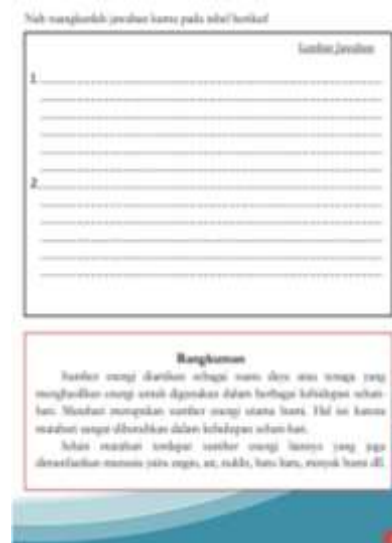 Nah tuangkanlah jawaban kamu pada tabel berikut!
Lembar Jawaban
1.
2.
Rangkuman
Sumber energi diartikan sebagai suatu daya atau tenaga yang
menghasilkan energi untuk digunakan dalam berbagai kehidupan sehari-
hari. Matahari merupakan sumber energi utama bumi. Hal ini karena
matahari sangat dibutuhkan dalam kehidupan sehari-hari.
Selain matahari terdapat sumber energi lainnya yang juga
dimanfaatkan manusia yaitu angin, air, nuklir, batu bara, minyak bumi dll.